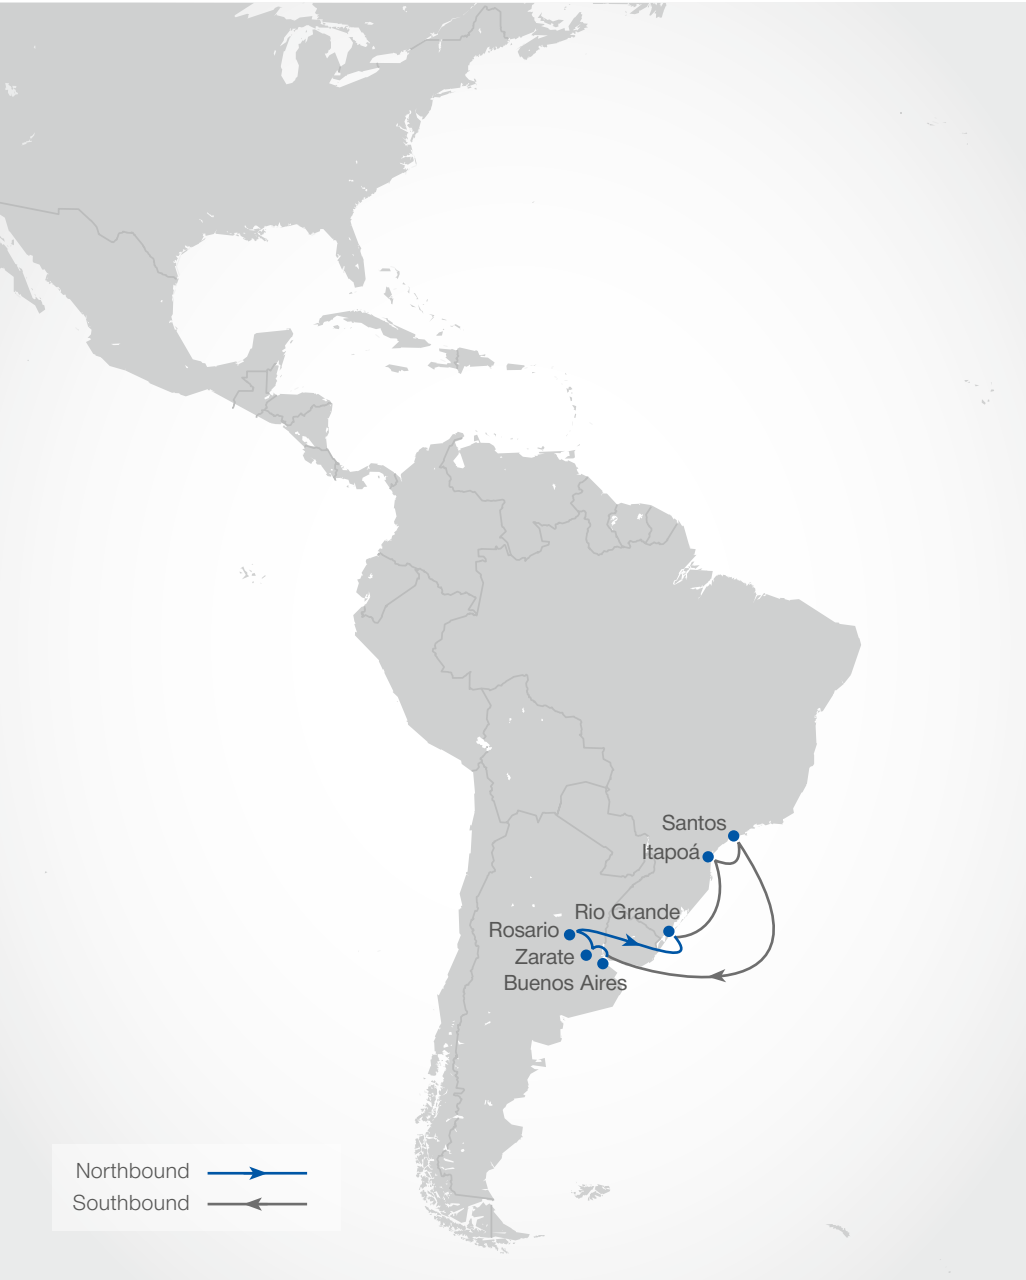 Santos
Itapoá
Rio Grande
Rosario
Zarate
Buenos Aires
Northbound
Southbound